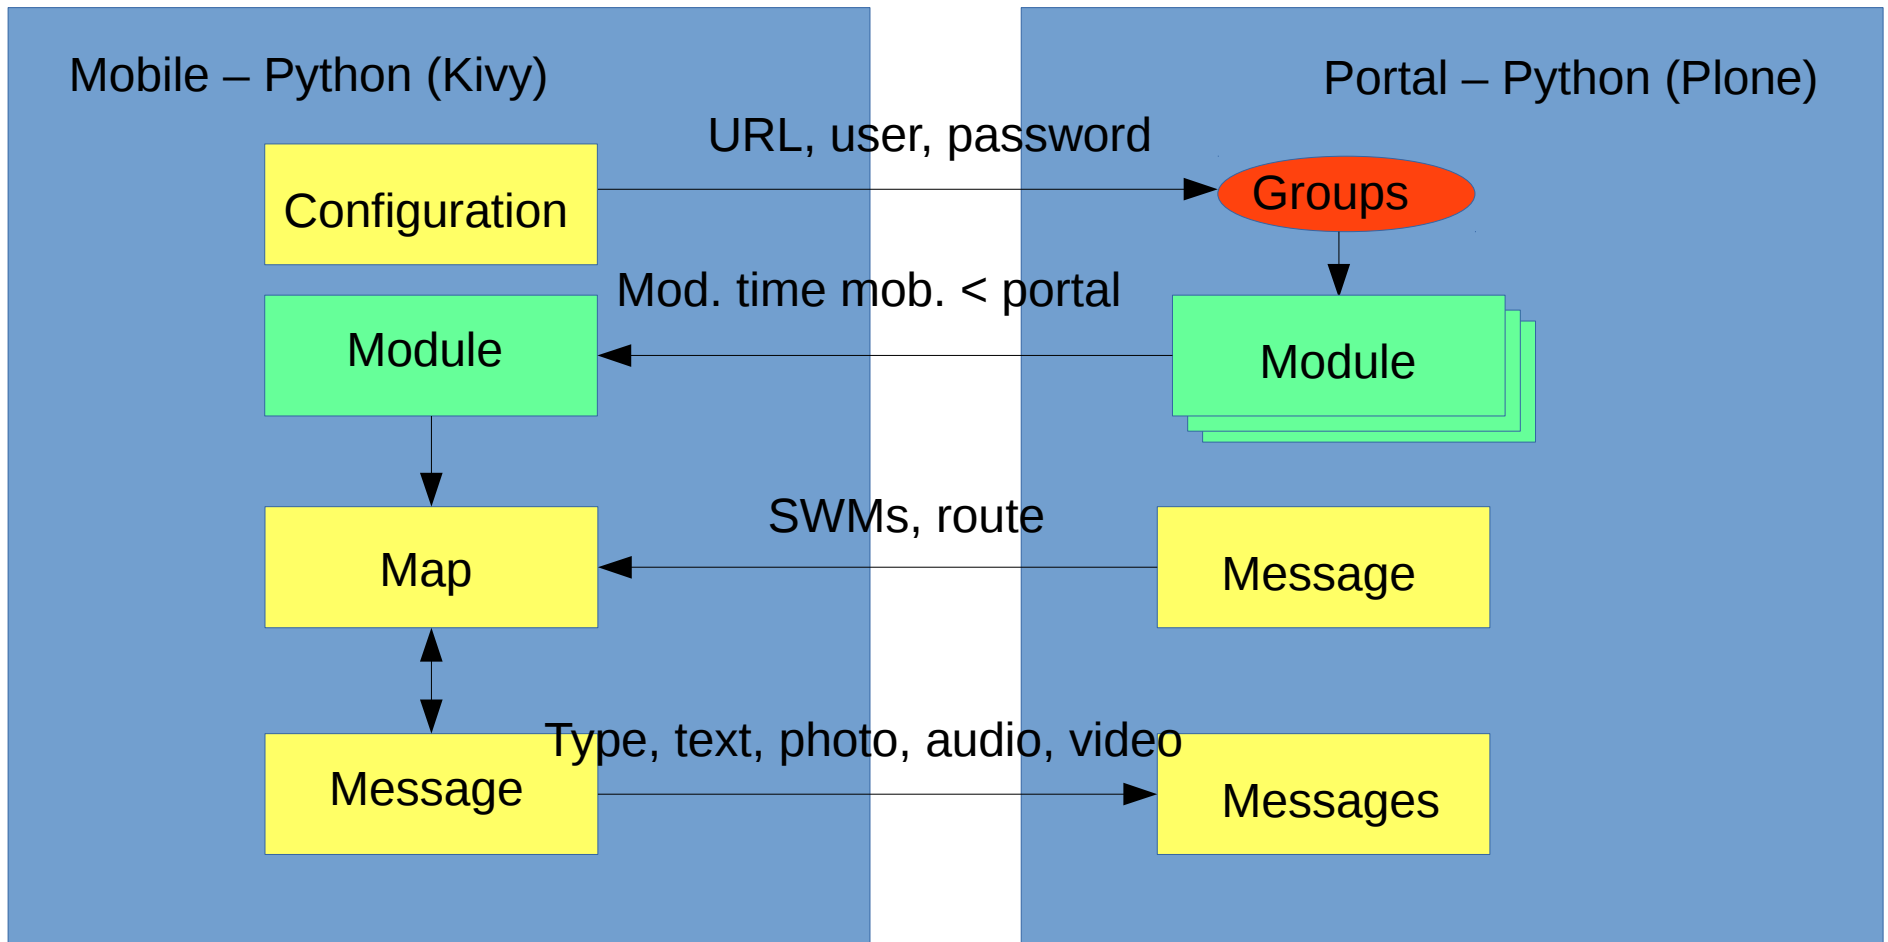 Mobile – Python (Kivy)
Portal – Python (Plone)
URL, user, password
Configuration
Groups
Mod. time mob. < portal
Module
Module
SWMs, route
Map
Message
Type, text, photo, audio, video
Message
Messages